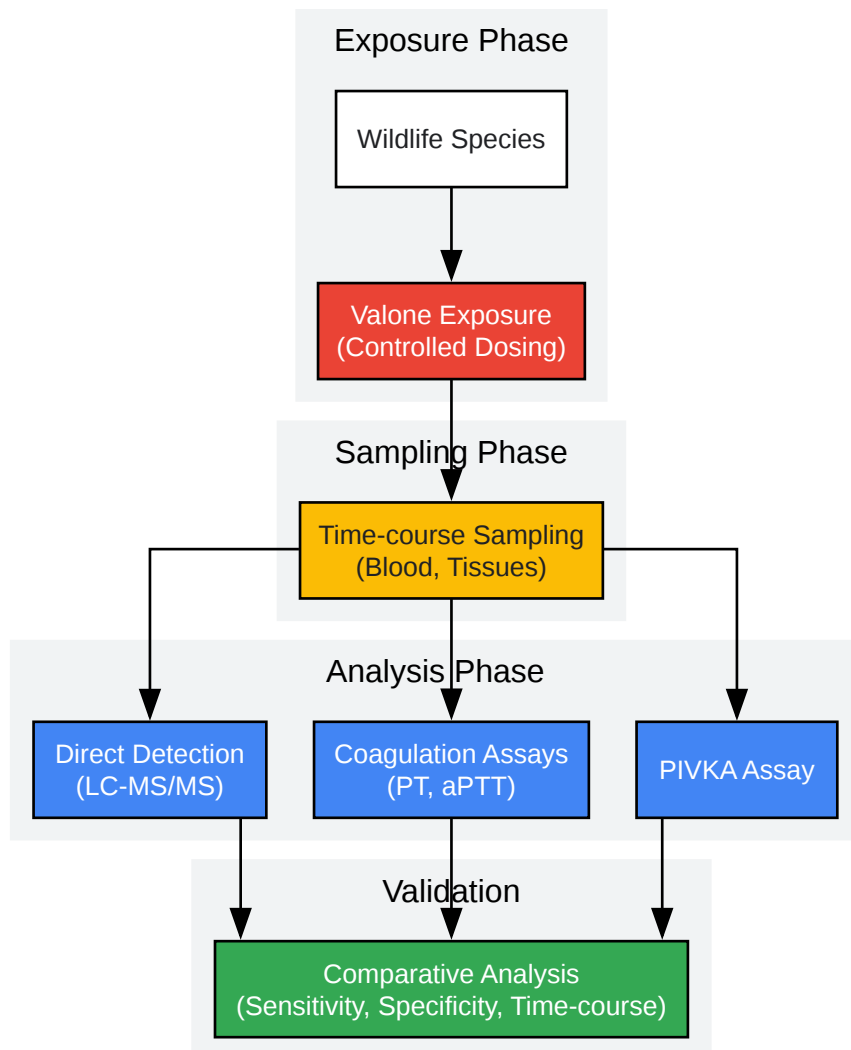 Exposure Phase
Wildlife Species
Valone Exposure
(Controlled Dosing)
Sampling Phase
Time-course Sampling
(Blood, Tissues)
Analysis Phase
Direct Detection
(LC-MS/MS)
Coagulation Assays
(PT, aPTT)
PIVKA Assay
Validation
Comparative Analysis
(Sensitivity, Specificity, Time-course)